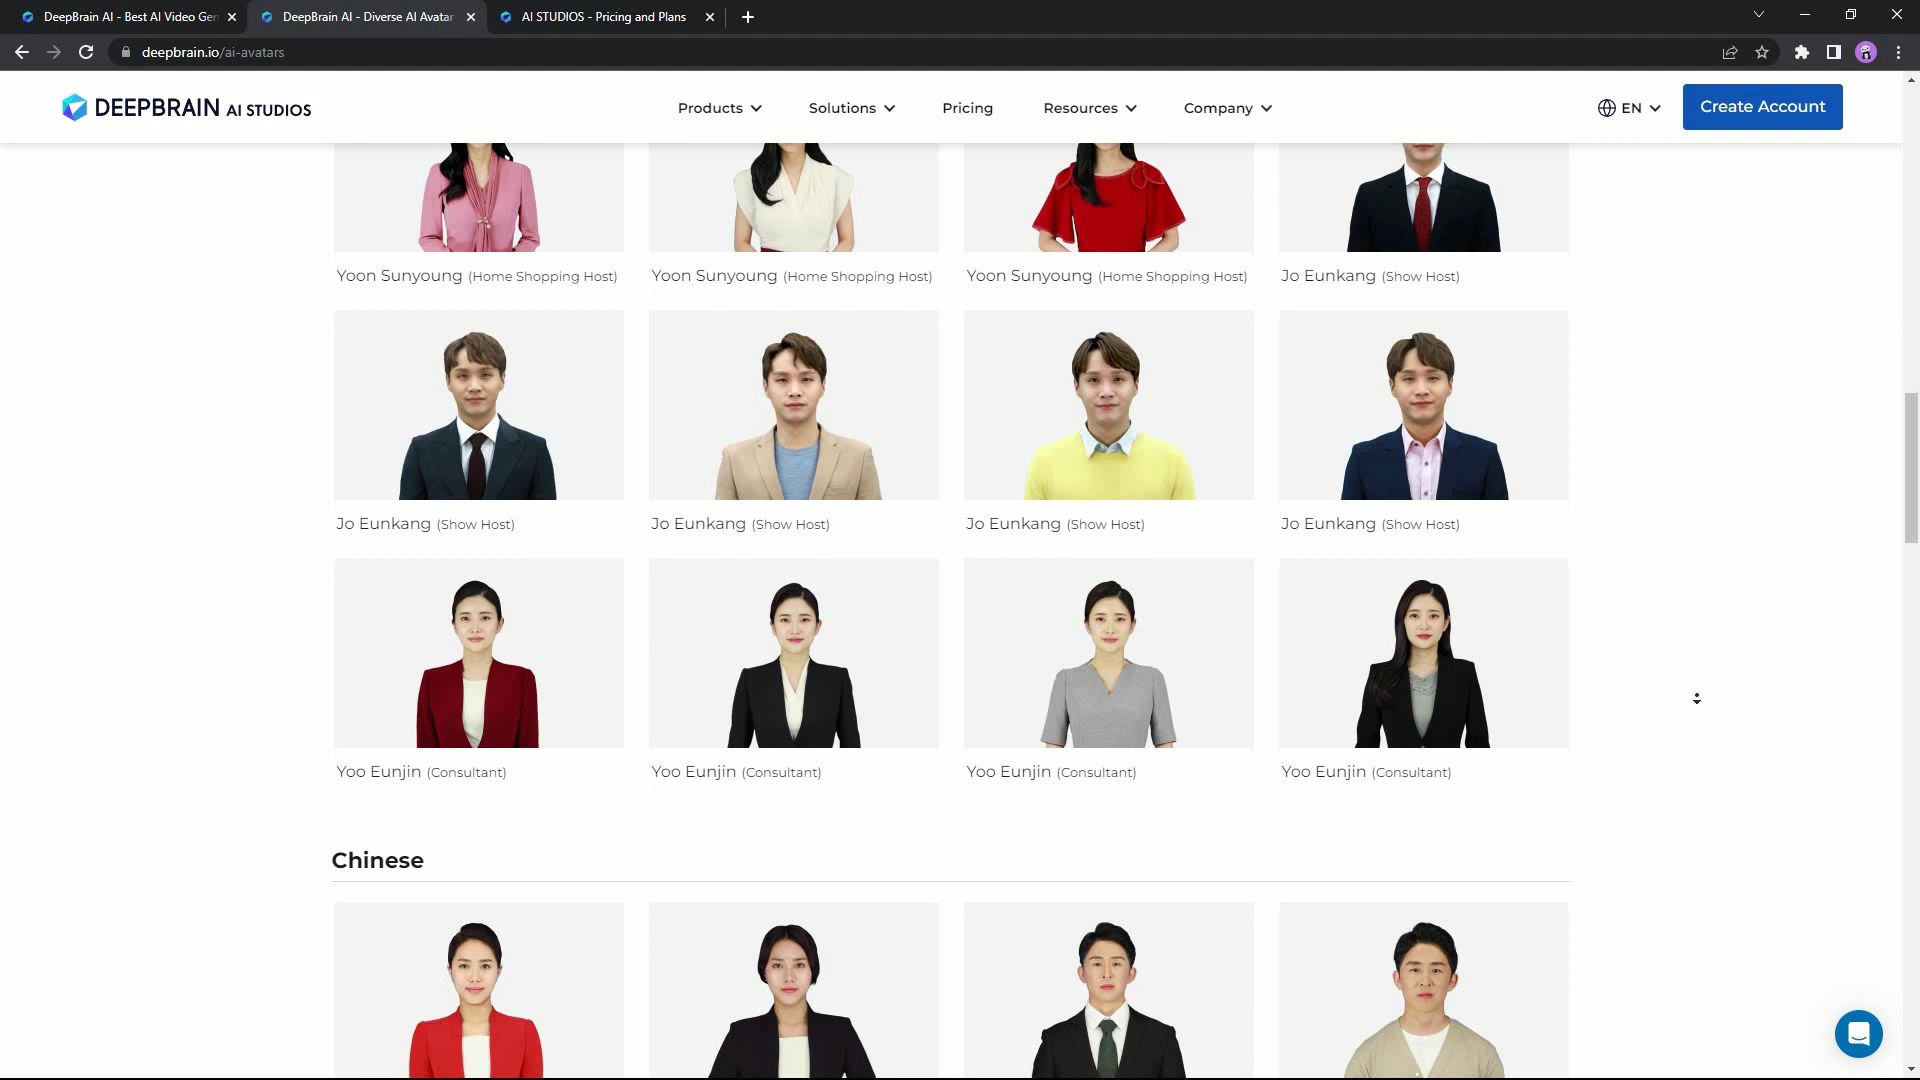 DeepBrain AI - Best AI Video Gen
DeepBrain AI - Diverse AI Avatar
AI STUDIOS - Pricing and Plans
deepbrain.io/ai-avatars
DEEPBRAIN AI STUDIOS
Products
Solutions
Pricing
Resources
Company
EN
Create Account
Yoon Sunyoung (Home Shopping Host)
Yoon Sunyoung (Home Shopping Host)
Yoon Sunyoung (Home Shopping Host)
Jo Eunkang (Show Host)
Jo Eunkang (Show Host)
Jo Eunkang (Show Host)
Jo Eunkang (Show Host)
Jo Eunkang (Show Host)
Yoo Eunjin (Consultant)
Yoo Eunjin (Consultant)
Yoo Eunjin (Consultant)
Yoo Eunjin (Consultant)
Chinese